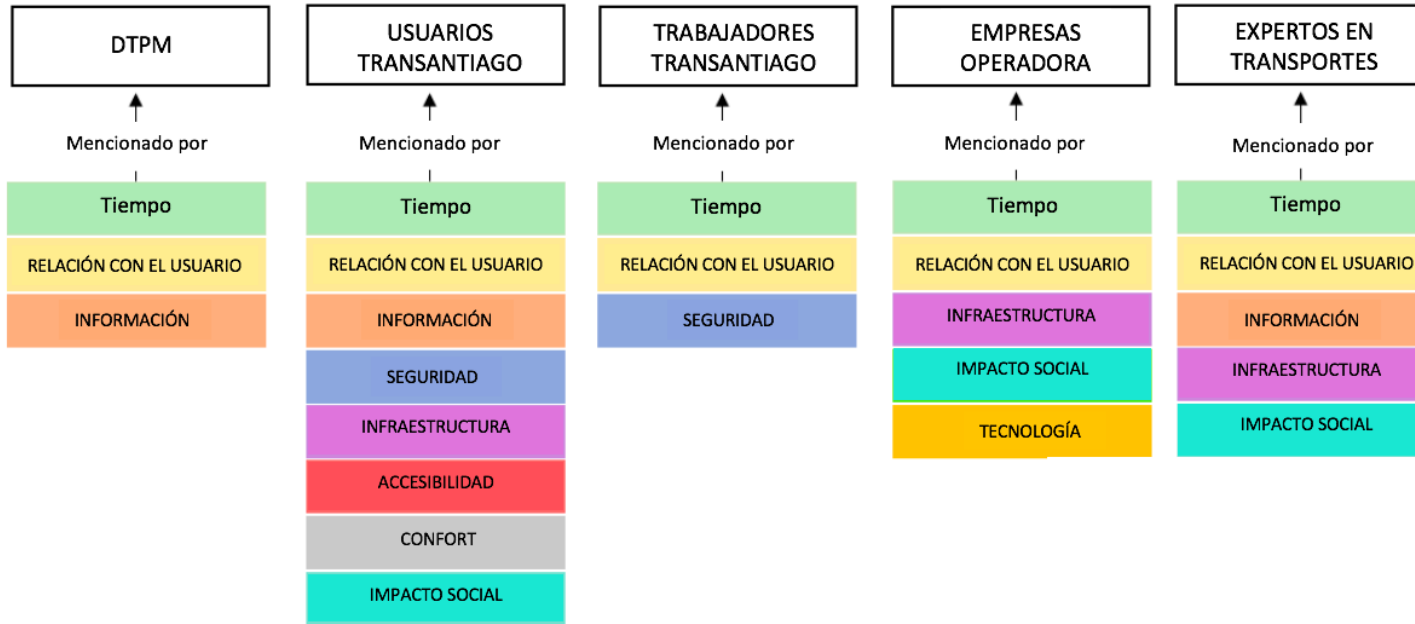 DTPM
USUARIOS
TRANSANTIAGO
TRABAJADORES
TRANSANTIAGO
EMPRESAS
OPERADORA
EXPERTOS EN
TRANSPORTES
Mencionado por
Mencionado por
Mencionado por
Mencionado por
Mencionado por
Tiempo
RELACIÓN CON EL USUARIO
INFORMACIÓN
Tiempo
RELACIÓN CON EL USUARIO
INFORMACIÓN
SEGURIDAD
INFRAESTRUCTURA
ACCESIBILIDAD
CONFORT
IMPACTO SOCIAL
Tiempo
RELACIÓN CON EL USUARIO
SEGURIDAD
Tiempo
RELACIÓN CON EL USUARIO
INFRAESTRUCTURA
IMPACTO SOCIAL
TECNOLOGÍA
Tiempo
RELACIÓN CON EL USUARIO
INFORMACIÓN
INFRAESTRUCTURA
IMPACTO SOCIAL